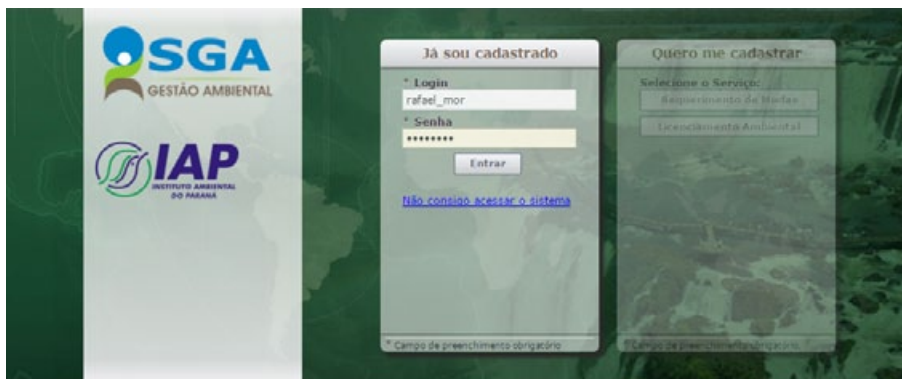 SGA
GESTÃO AMBIENTAL
IAP
INSTITUTO AMBIENTAL
DO PARANÁ
Já sou cadastrado
* Login
rafael_mor
* Senha
********
Entrar
Não consigo acessar o sistema
* Campo de preenchimento obrigatório
Quero me cadastrar
Selecione o Serviço:
Requerimento de Mudas
Licenciamento Ambiental
* Campo de preenchimento obrigatório